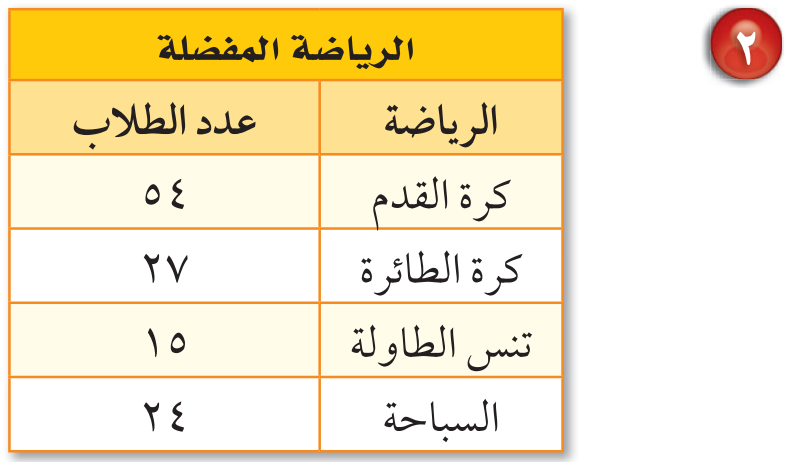 ٢
الرياضة المفضلة
الرياضة عدد الطلاب
كرة القدم ٥٤
كرة الطائرة ٢٧
تنس الطاولة ١٥
السباحة ٢٤